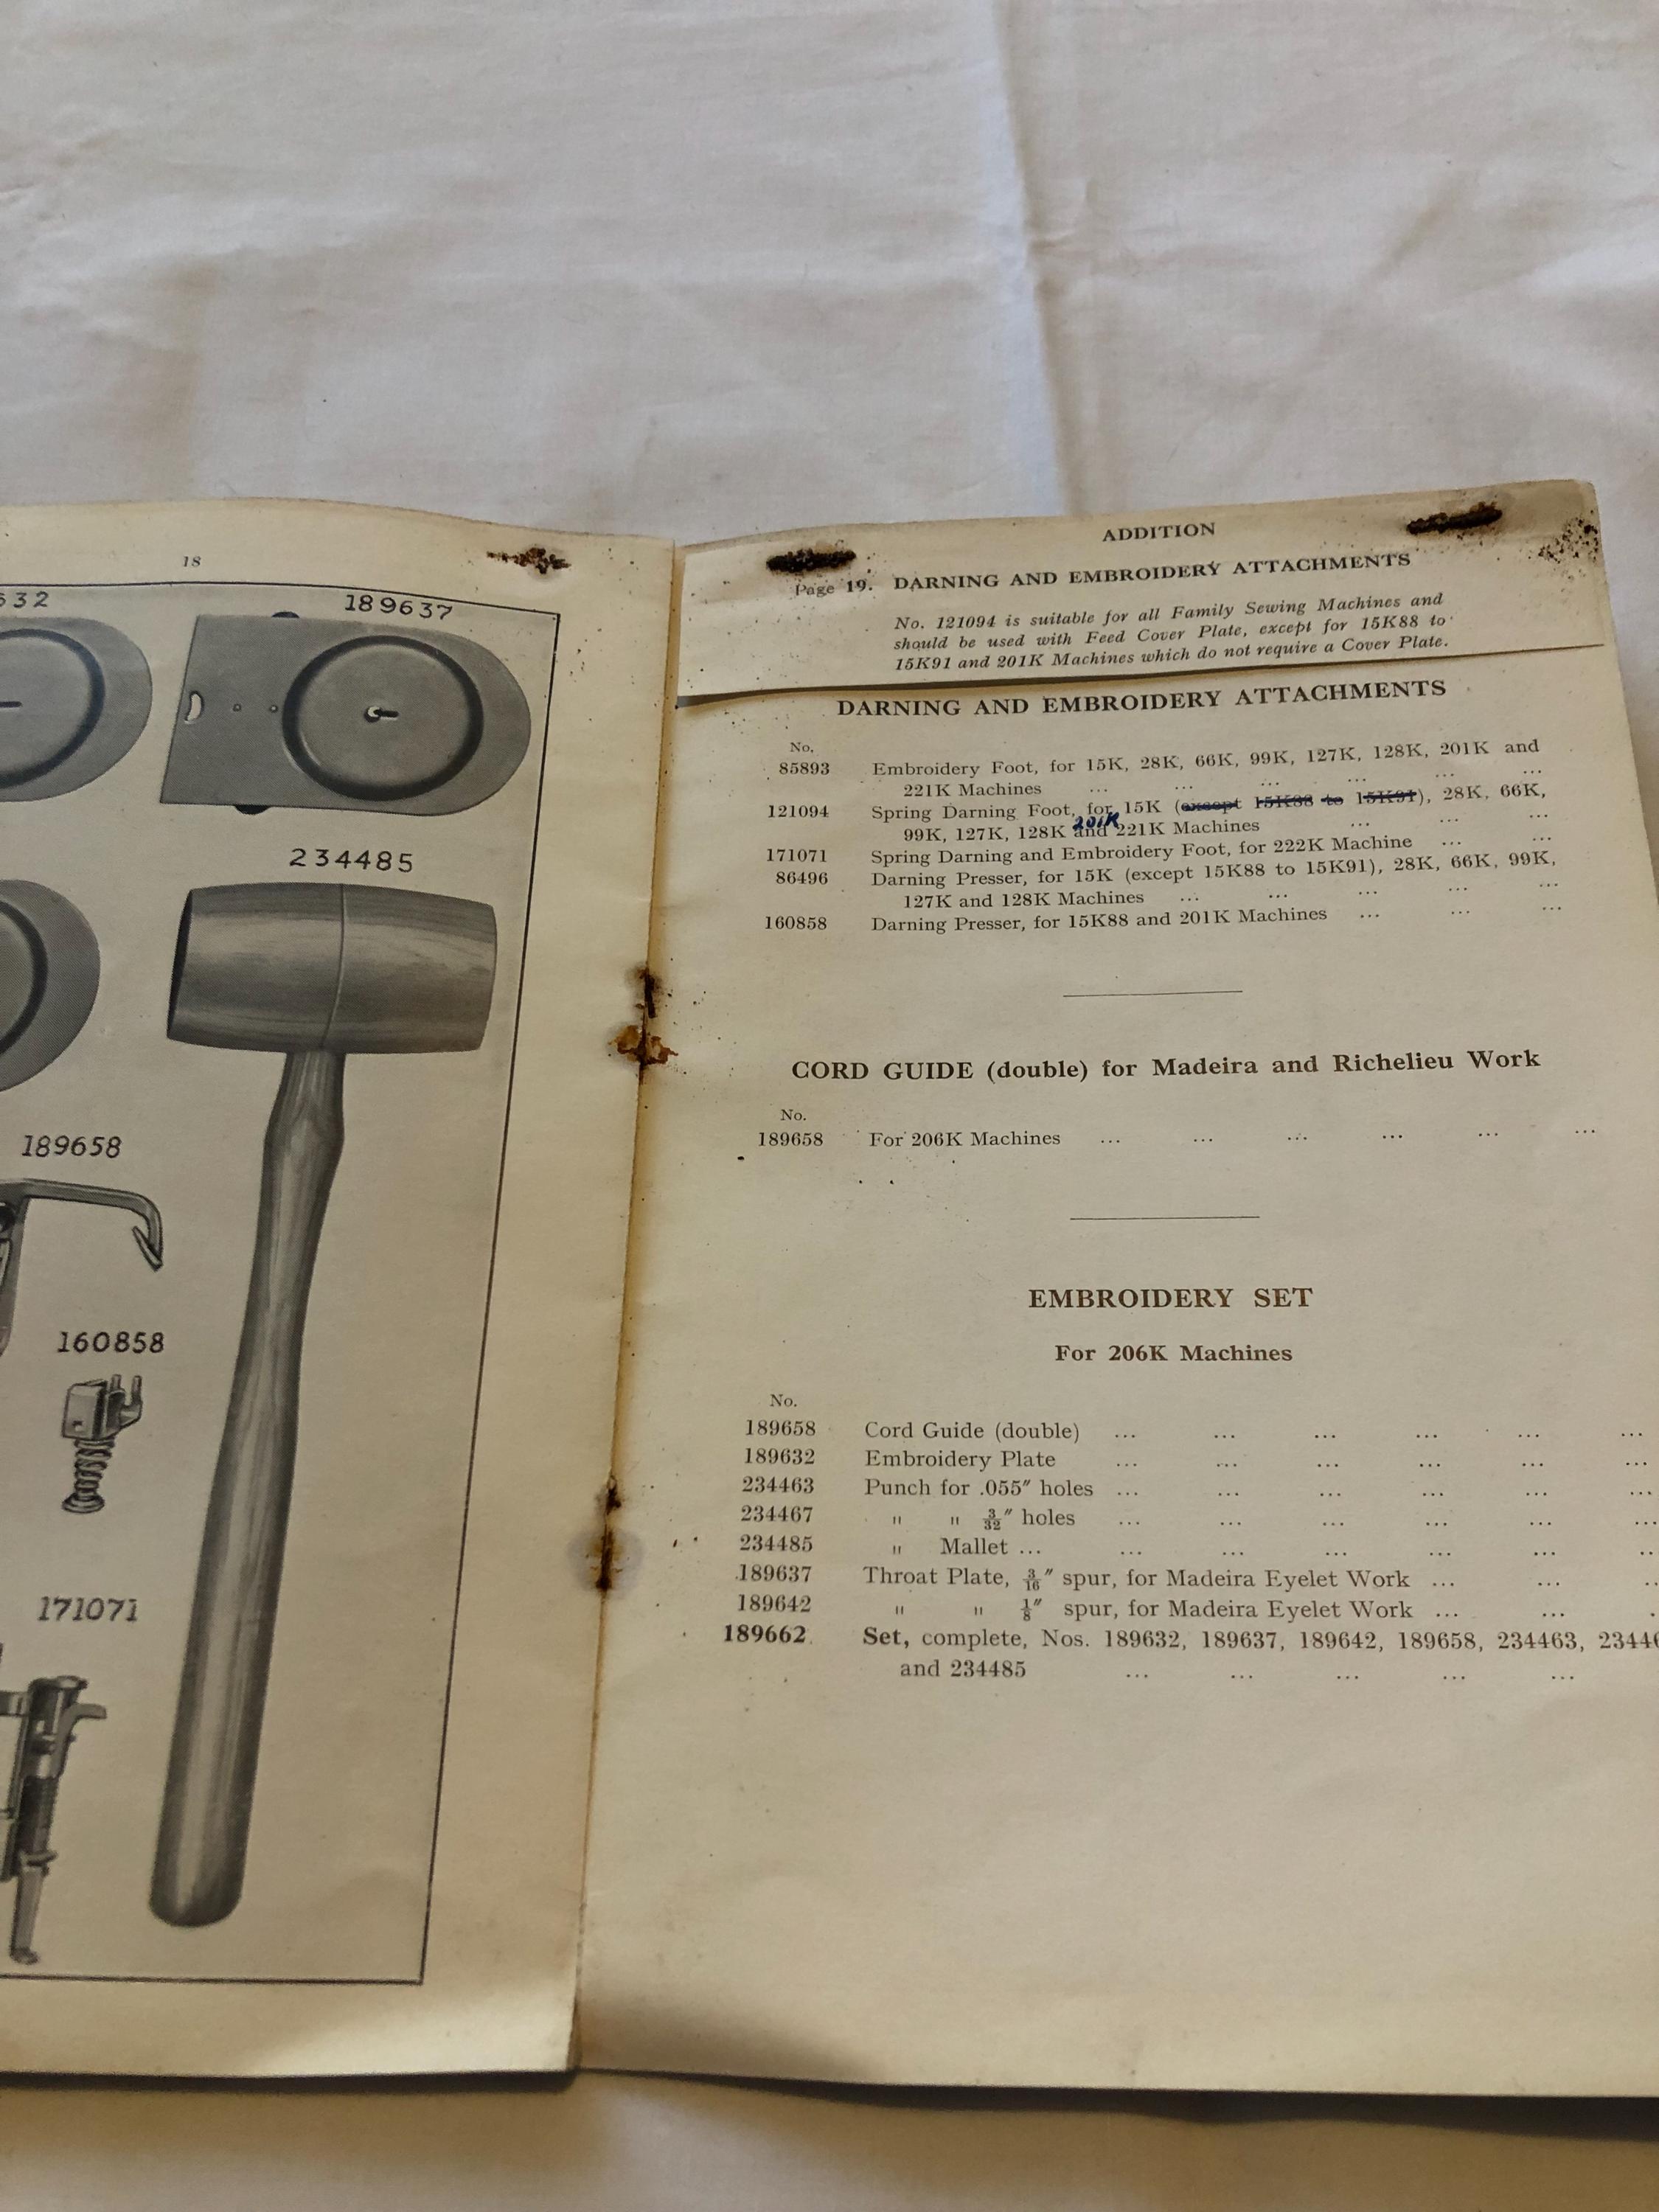 18
189637
234485
189658
160858
171071
ADDITION
Page 19. DARNING AND EMBROIDERY ATTACHMENTS
No. 121094 is suitable for all Family Sewing Machines and
should be used with Feed Cover Plate, except for 15K88 to
15K91 and 201K Machines which do not require a Cover Plate.
DARNING AND EMBROIDERY ATTACHMENTS
No.
85893 Embroidery Foot, for 15K, 28K, 66K, 99K, 127K, 128K, 201K and
221K Machines ... ... ... ... ... ...
121094 Spring Darning Foot, for 15K (except 15K88 to 15K91), 28K, 66K,
201K
99K, 127K, 128K and 221K Machines ... ... ...
171071 Spring Darning and Embroidery Foot, for 222K Machine ... ...
86496 Darning Presser, for 15K (except 15K88 to 15K91), 28K, 66K, 99K,
127K and 128K Machines ... ... ... ... ...
160858 Darning Presser, for 15K88 and 201K Machines ... ... ...
CORD GUIDE (double) for Madeira and Richelieu Work
No.
189658 For 206K Machines ... ... ... ... ... ...
EMBROIDERY SET
For 206K Machines
No.
189658 Cord Guide (double) ... ... ... ... ... ...
189632 Embroidery Plate ... ... ... ... ... ...
234463 Punch for .055″ holes ... ... ... ... ... ...
234467 " " 3/32″ holes ... ... ... ... ... ...
234485 " Mallet ... ... ... ... ... ... ..
189637 Throat Plate, 3/16″ spur, for Madeira Eyelet Work ... ... ..
189642 " " 1/8″ spur, for Madeira Eyelet Work ... ... .
189662 Set, complete, Nos. 189632, 189637, 189642, 189658, 234463,
and 234485 ... ... ... ... ...